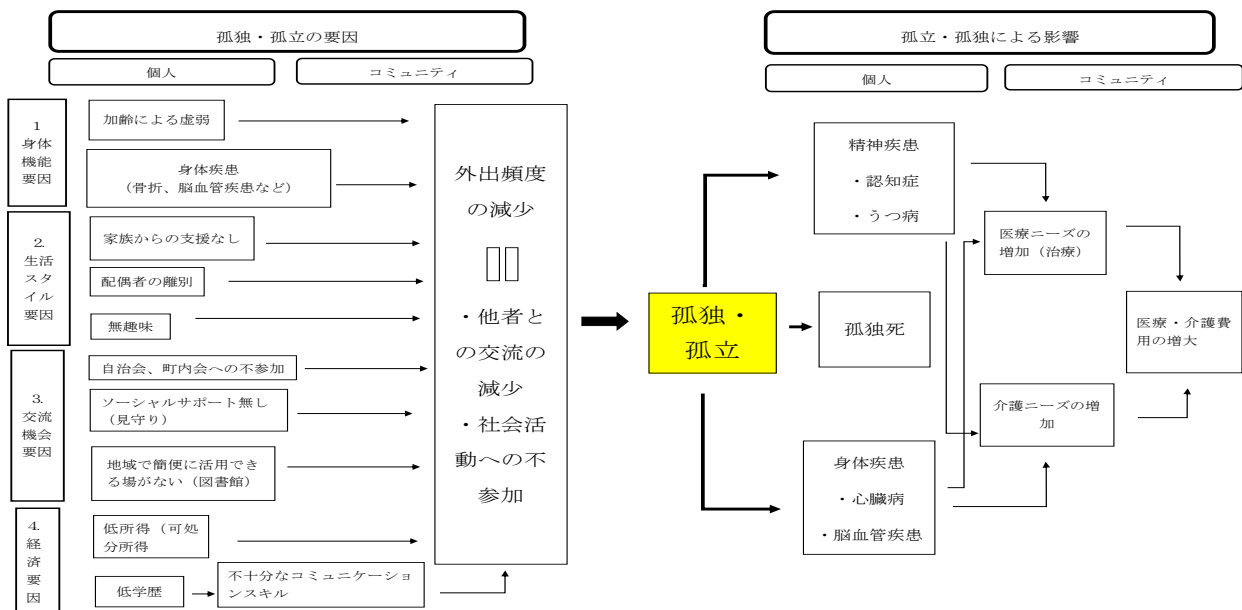 孤独・孤立の要因
個人
コミュニティ
1
身体
機能
要因
加齢による虚弱
身体疾患
(骨折、脳血管疾患など)
2.
生活
スタ
イル
要因
家族からの支援なし
配偶者の離別
無趣味
3.
交流
機会
要因
自治会、町内会への不参加
ソーシャルサポート無し
(見守り)
地域で簡便に活用でき
る場がない(図書館)
4.
経
済
要
因
低所得(可処
分所得
低学歴
不十分なコミュニケーショ
ンスキル
外出頻度
の減少
・他者と
の交流の
減少
・社会活
動への不
参加
孤独・
孤立
孤立・孤独による影響
個人
コミュニティ
精神疾患
・認知症
・うつ病
孤独死
身体疾患
・心臓病
・脳血管疾患
医療ニーズの
増加(治療)
介護ニーズの増
加
医療・介護費
用の増大